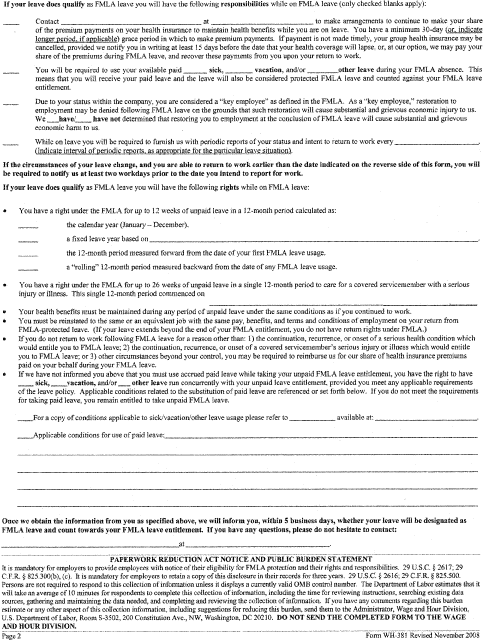 If your leave does qualify as FMLA leave you will have the following responsibilities while on FMLA leave (only checked blanks apply):
____ Contact ________________ at ________________ to make arrangements to continue to make your share
of the premium payments on your health insurance to maintain health benefits while you are on leave. You have a minimum 30-day (or, indicate
longer period, if applicable) grace period in which to make premium payments. If payment is not made timely, your group health insurance may be
cancelled, provided we notify you in writing at least 15 days before the date that your health coverage will lapse, or, at our option, we may pay your
share of the premiums during FMLA leave, and recover these payments from you upon your return to work.
____ You will be required to use your available paid ____ sick, ____ vacation, and/or ____other leave during your FMLA absence. This
means that you will receive your paid leave and the leave will also be considered protected FMLA leave and counted against your FMLA leave
entitlement.
____ Due to your status within the company, you are considered a "key employee" as defined in the FMLA. As a "key employee," restoration to
employment may be denied following FMLA leave on the grounds that such restoration will cause substantial and grievous economic injury to us.
We ___have/___ have not determined that restoring you to employment at the conclusion of FMLA leave will cause substantial and grievous
economic harm to us.
____ While on leave you will be required to furnish us with periodic reports of your status and intent to return to work every ________________.
(Indicate interval of periodic reports, as appropriate for the particular leave situation).
If the circumstances of your leave change, and you are able to return to work earlier than the date indicated on the reverse side of this form, you will
be required to notify us at least two workdays prior to the date you intend to report for work.
If your leave does qualify as FMLA leave you will have the following rights while on FMLA leave:
• You have a right under the FMLA for up to 12 weeks of unpaid leave in a 12-month period calculated as:
____ the calendar year (January – December).
____ a fixed leave year based on ________________.
____ the 12-month period measured forward from the date of your first FMLA leave usage.
____ a "rolling" 12-month period measured backward from the date of any FMLA leave usage.
• You have a right under the FMLA for up to 26 weeks of unpaid leave in a single 12-month period to care for a covered servicemember with a serious
injury or illness. This single 12-month period commenced on ________________
• Your health benefits must be maintained during any period of unpaid leave under the same conditions as if you continued to work.
• You must be reinstated to the same or an equivalent job with the same pay, benefits, and terms and conditions of employment on your return from
FMLA-protected leave. (If your leave extends beyond the end of your FMLA entitlement, you do not have return rights under FMLA.)
• If you do not return to work following FMLA leave for a reason other than: 1) the continuation, recurrence, or onset of a serious health condition which
would entitle you to FMLA leave; 2) the continuation, recurrence, or onset of a covered servicemember's serious injury or illness which would entitle
you to FMLA leave; or 3) other circumstances beyond your control, you may be required to reimburse us for our share of health insurance premiums
paid on your behalf during your FMLA leave.
• If we have not informed you above that you must use accrued paid leave while taking your unpaid FMLA leave entitlement, you have the right to have
____ sick, ____vacation, and/or ____ other leave run concurrently with your unpaid leave entitlement, provided you meet any applicable requirements
of the leave policy. Applicable conditions related to the substitution of paid leave are referenced or set forth below. If you do not meet the requirements
for taking paid leave, you remain entitled to take unpaid FMLA leave.
____For a copy of conditions applicable to sick/vacation/other leave usage please refer to ____________ available at: ________________.
____Applicable conditions for use of paid leave: ________________
Once we obtain the information from you as specified above, we will inform you, within 5 business days, whether your leave will be designated as
FMLA leave and count towards your FMLA leave entitlement. If you have any questions, please do not hesitate to contact:
________________at ________________.
PAPERWORK REDUCTION ACT NOTICE AND PUBLIC BURDEN STATEMENT
It is mandatory for employers to provide employees with notice of their eligibility for FMLA protection and their rights and responsibilities. 29 U.S.C. § 2617; 29
C.F.R. § 825.300(b), (c). It is mandatory for employers to retain a copy of this disclosure in their records for three years. 29 U.S.C. § 2616; 29 C.F.R. § 825.500.
Persons are not required to respond to this collection of information unless it displays a currently valid OMB control number. The Department of Labor estimates that it
will take an average of 10 minutes for respondents to complete this collection of information, including the time for reviewing instructions, searching existing data
sources, gathering and maintaining the data needed, and completing and reviewing the collection of information. If you have any comments regarding this burden
estimate or any other aspect of this collection information, including suggestions for reducing this burden, send them to the Administrator, Wage and Hour Division,
U.S. Department of Labor, Room S-3502, 200 Constitution Ave., NW, Washington, DC 20210. DO NOT SEND THE COMPLETED FORM TO THE WAGE
AND HOUR DIVISION.
Page 2 Form WH-381 Revised November 2008